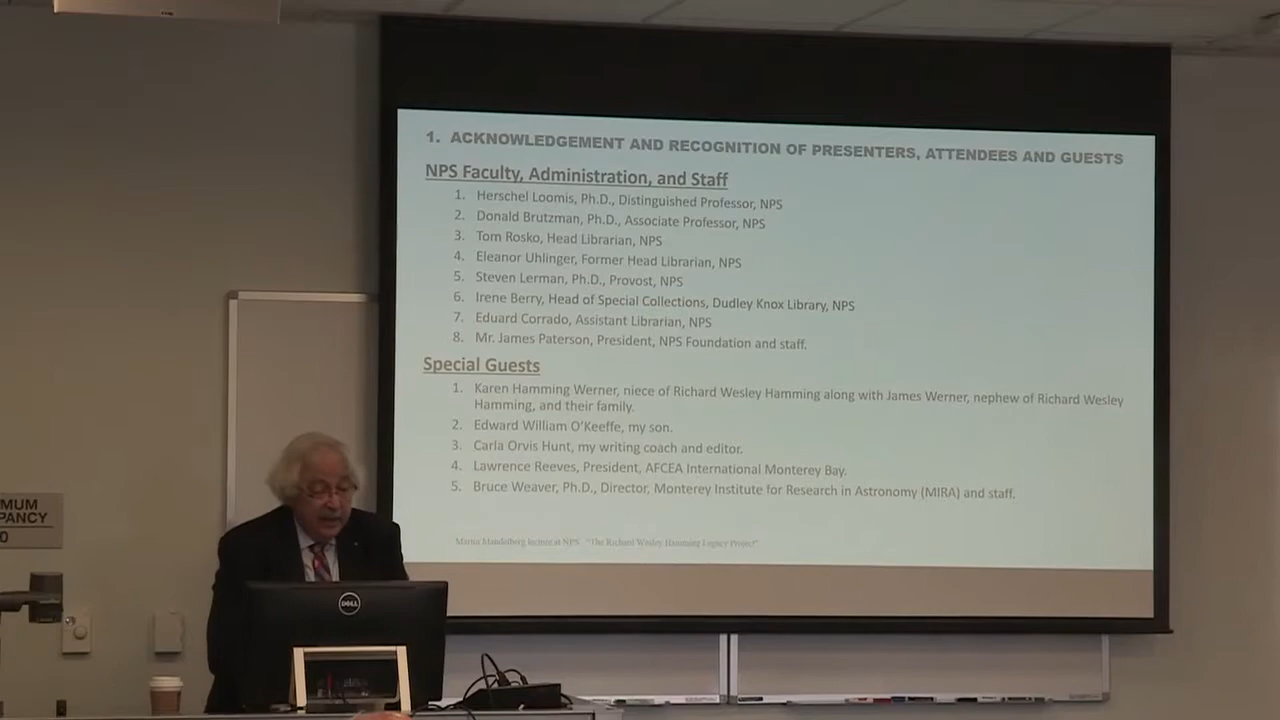 1. ACKNOWLEDGEMENT AND RECOGNITION OF PRESENTERS, ATTENDEES AND GUESTS
NPS Faculty, Administration, and Staff
1. Herschel Loomis, Ph.D., Distinguished Professor, NPS
2. Donald Brutzman, Ph.D., Associate Professor, NPS
3. Tom Rosko, Head Librarian, NPS
4. Eleanor Uhlinger, Former Head Librarian, NPS
5. Steven Lerman, Ph.D., Provost, NPS
6. Irene Berry, Head of Special Collections, Dudley Knox Library, NPS
7. Eduard Corrado, Assistant Librarian, NPS
8. Mr. James Paterson, President, NPS Foundation and staff.
Special Guests
1. Karen Hamming Werner, niece of Richard Wesley Hamming along with James Werner, nephew of Richard Wesley
Hamming, and their family.
2. Edward William O'Keeffe, my son.
3. Carla Orvis Hunt, my writing coach and editor.
4. Lawrence Reeves, President, AFCEA International Monterey Bay.
5. Bruce Weaver, Ph.D., Director, Monterey Institute for Research in Astronomy (MIRA) and staff.
Martin Mandelberg lecture at NPS "The Richard Wesley Hamming Legacy Project"
MUM
PANCY
0
DELL